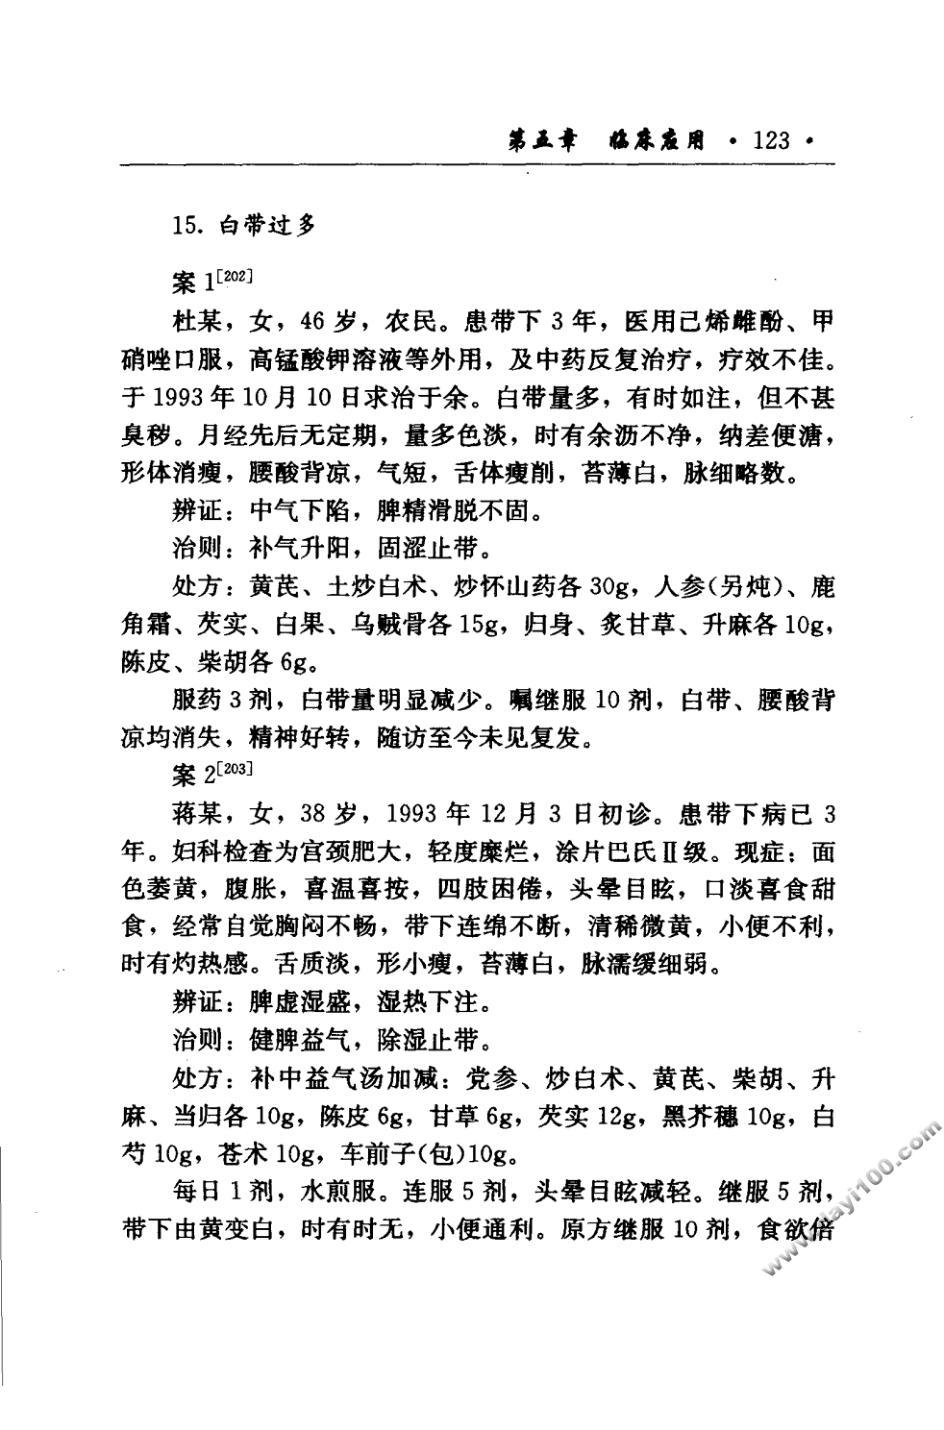 第五章 临床应用 · 123 ·
15. 白带过多
案 1[202]
杜某，女，46 岁，农民。患带下 3 年，医用己烯雌酚、甲
硝唑口服，高锰酸钾溶液等外用，及中药反复治疗，疗效不佳。
于 1993 年 10 月 10 日求治于余。白带量多，有时如注，但不甚
臭秽。月经先后无定期，量多色淡，时有余沥不净，纳差便溏，
形体消瘦，腰酸背凉，气短，舌体瘦削，苔薄白，脉细略数。
辨证：中气下陷，脾精滑脱不固。
治则：补气升阳，固涩止带。
处方：黄芪、土炒白术、炒怀山药各 30g，人参(另炖)、鹿
角霜、芡实、白果、乌贼骨各 15g，归身、炙甘草、升麻各 10g，
陈皮、柴胡各 6g。
服药 3 剂，白带量明显减少。嘱继服 10 剂，白带、腰酸背
凉均消失，精神好转，随访至今未见复发。
案 2[203]
蒋某，女，38 岁，1993 年 12 月 3 日初诊。患带下病已 3
年。妇科检查为宫颈肥大，轻度糜烂，涂片巴氏Ⅱ级。现症：面
色萎黄，腹胀，喜温喜按，四肢困倦，头晕目眩，口淡喜食甜
食，经常自觉胸闷不畅，带下连绵不断，清稀微黄，小便不利，
时有灼热感。舌质淡，形小瘦，苔薄白，脉濡缓细弱。
辨证：脾虚湿盛，湿热下注。
治则：健脾益气，除湿止带。
处方：补中益气汤加减：党参、炒白术、黄芪、柴胡、升
麻、当归各 10g，陈皮 6g，甘草 6g，芡实 12g，黑芥穗 10g，白
芍 10g，苍术 10g，车前子(包)10g。
每日 1 剂，水煎服。连服 5 剂，头晕目眩减轻。继服 5 剂，
带下由黄变白，时有时无，小便通利。原方继服 10 剂，食欲倍